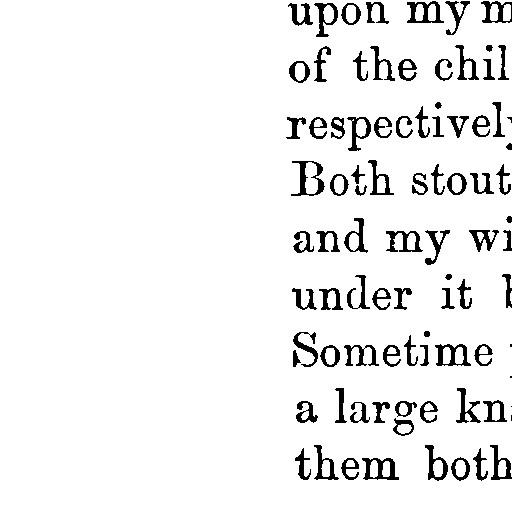 upon my m
of the chil
respectively
Both stout
and my wi
under it b
Sometime
a large kn
them both